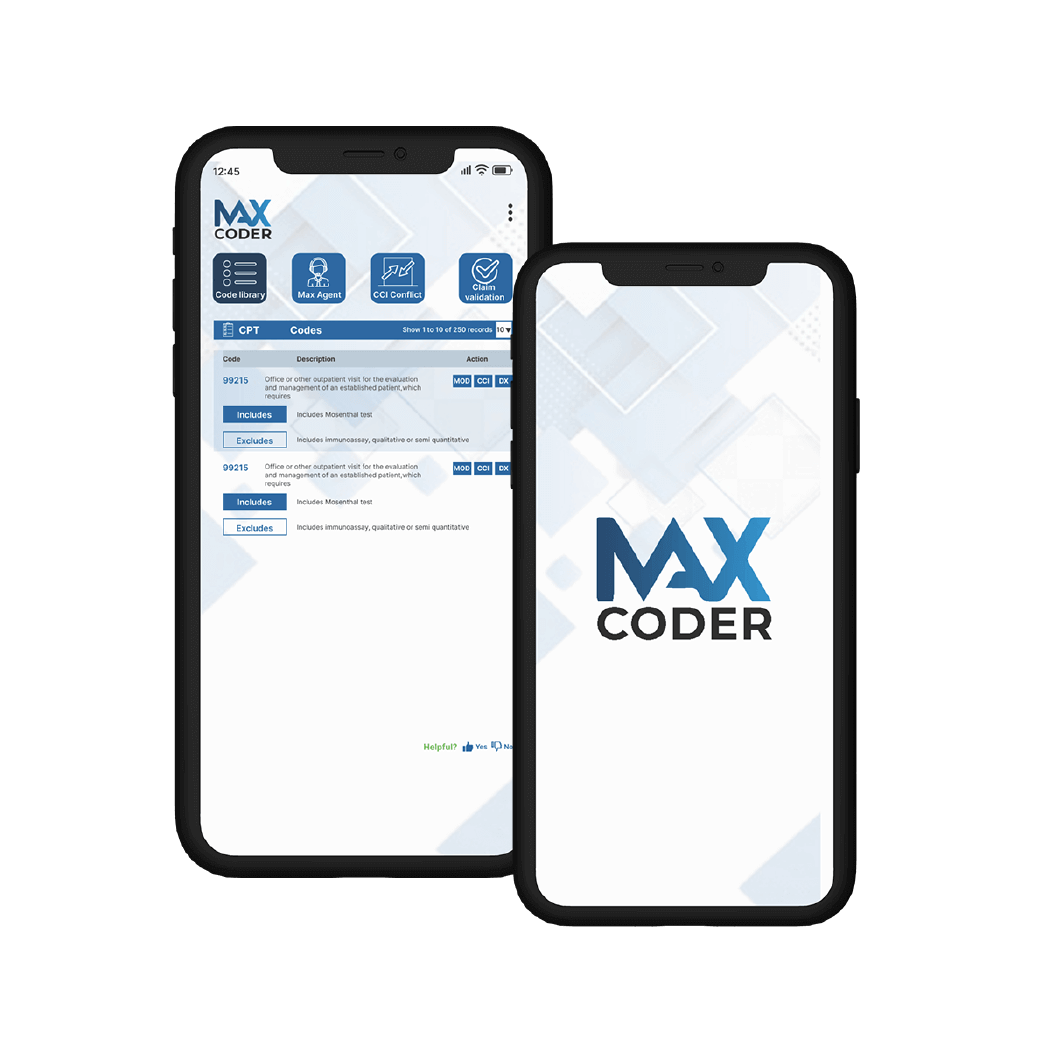 12:45
MAX
CODER
Code library
Max Agent
CCI Conflict
Claim
validation
CPT Codes Show 1 to 10 of 250 records 10
Code Description Action
99215 Office or other outpatient visit for the evaluation MOD CCI DX
and management of an established patient,which
requires
Includes Includes Mosenthal test
Excludes Includes immunoassay, qualitative or semi quantitative
99215 Office or other outpatient visit for the evaluation MOD CCI DX
and management of an established patient,which
requires
Includes Includes Mosenthal test
Excludes Includes immunoassay, qualitative or semi quantitative
Helpful? Yes No
MAX
CODER